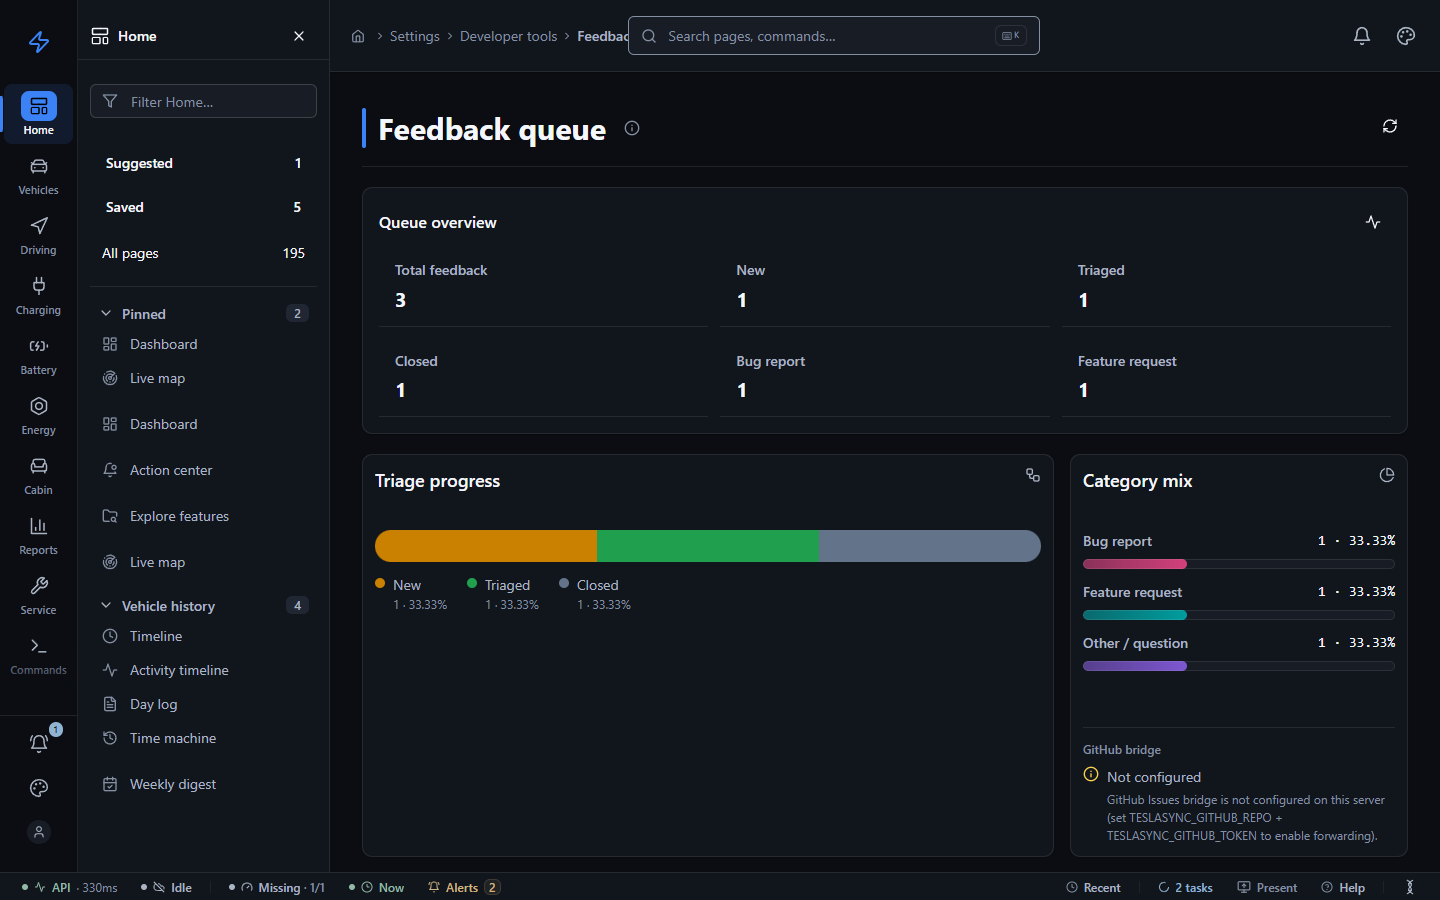 Home
Settings
Developer tools
Feedbac
Search pages, commands...
K
Home
Vehicles
Driving
Charging
Battery
Energy
Cabin
Reports
Service
Commands
1
Filter Home...
Suggested 1
Saved 5
All pages 195
Pinned 2
Dashboard
Live map
Dashboard
Action center
Explore features
Live map
Vehicle history 4
Timeline
Activity timeline
Day log
Time machine
Weekly digest
Feedback queue
Queue overview
Total feedback
3
New
1
Triaged
1
Closed
1
Bug report
1
Feature request
1
Triage progress
New
1 · 33.33%
Triaged
1 · 33.33%
Closed
1 · 33.33%
Category mix
Bug report 1 · 33.33%
Feature request 1 · 33.33%
Other / question 1 · 33.33%
GitHub bridge
Not configured
GitHub Issues bridge is not configured on this server
(set TESLASYNC_GITHUB_REPO +
TESLASYNC_GITHUB_TOKEN to enable forwarding).
API · 330ms
Idle
Missing · 1/1
Now
Alerts 2
Recent
2 tasks
Present
Help